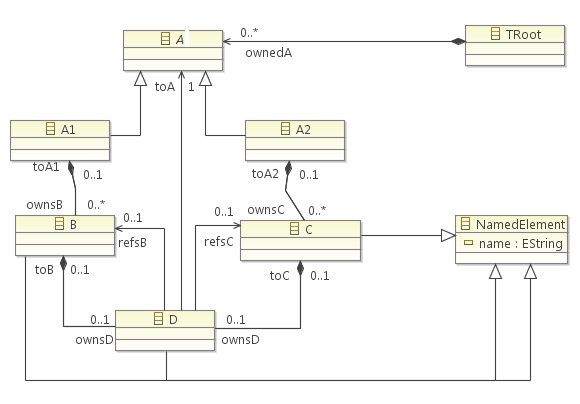 A
0..*
ownedA
TRoot
toA
1
A1
A2
toA1
0..1
toA2
0..1
ownsB
0..*
ownsC
0..*
B
0..1
refsB
0..1
refsC
C
NamedElement
name : EString
toB
0..1
toC
0..1
0..1
ownsD
D
0..1
ownsD